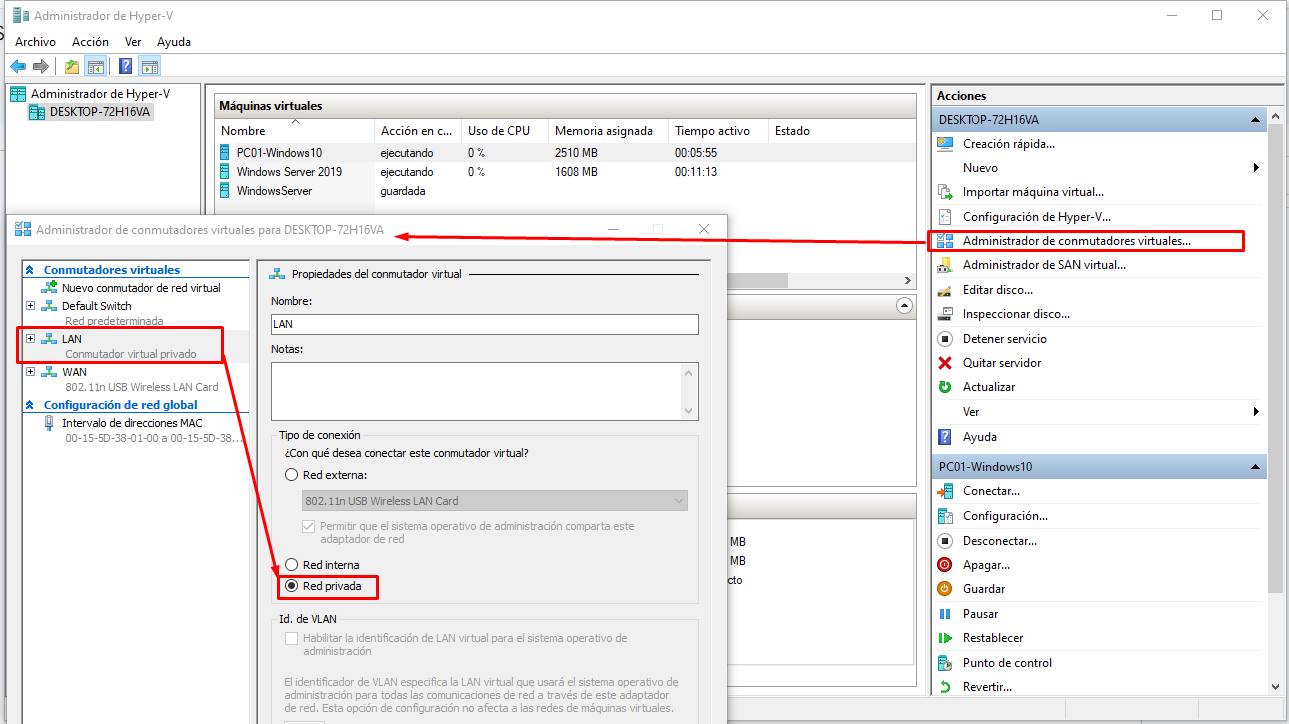 Administrador de Hyper-V
Archivo Acción Ver Ayuda
Administrador de Hyper-V
DESKTOP-72H16VA
Máquinas virtuales
Nombre Acción en c... Uso de CPU Memoria asignada Tiempo activo Estado
PC01-Windows10 ejecutando 0 % 2510 MB 00:05:55
Windows Server 2019 ejecutando 0 % 1608 MB 00:11:13
WindowsServer guardada
Administrador de conmutadores virtuales para DESKTOP-72H16VA
Conmutadores virtuales
Nuevo conmutador de red virtual
Default Switch
Red predeterminada
LAN
Conmutador virtual privado
WAN
802.11n USB Wireless LAN Card
Configuración de red global
Intervalo de direcciones MAC
00-15-5D-38-01-00 a 00-15-5D-38...
Propiedades del conmutador virtual
Nombre:
LAN
Notas:
Tipo de conexión
¿Con qué desea conectar este conmutador virtual?
Red externa:
802.11n USB Wireless LAN Card
Permitir que el sistema operativo de administración comparta este
adaptador de red
Red interna
Red privada
Id. de VLAN
Habilitar la identificación de LAN virtual para el sistema operativo de
administración
El identificador de VLAN especifica la LAN virtual que usará el sistema operativo de
administración para todas las comunicaciones de red a través de este adaptador
de red. Esta opción de configuración no afecta a las redes de máquinas virtuales.
MB
MB
cto
Acciones
DESKTOP-72H16VA
Creación rápida...
Nuevo
Importar máquina virtual...
Configuración de Hyper-V...
Administrador de conmutadores virtuales...
Administrador de SAN virtual...
Editar disco...
Inspeccionar disco...
Detener servicio
Quitar servidor
Actualizar
Ver
Ayuda
PC01-Windows10
Conectar...
Configuración...
Desconectar...
Apagar...
Guardar
Pausar
Restablecer
Punto de control
Revertir...